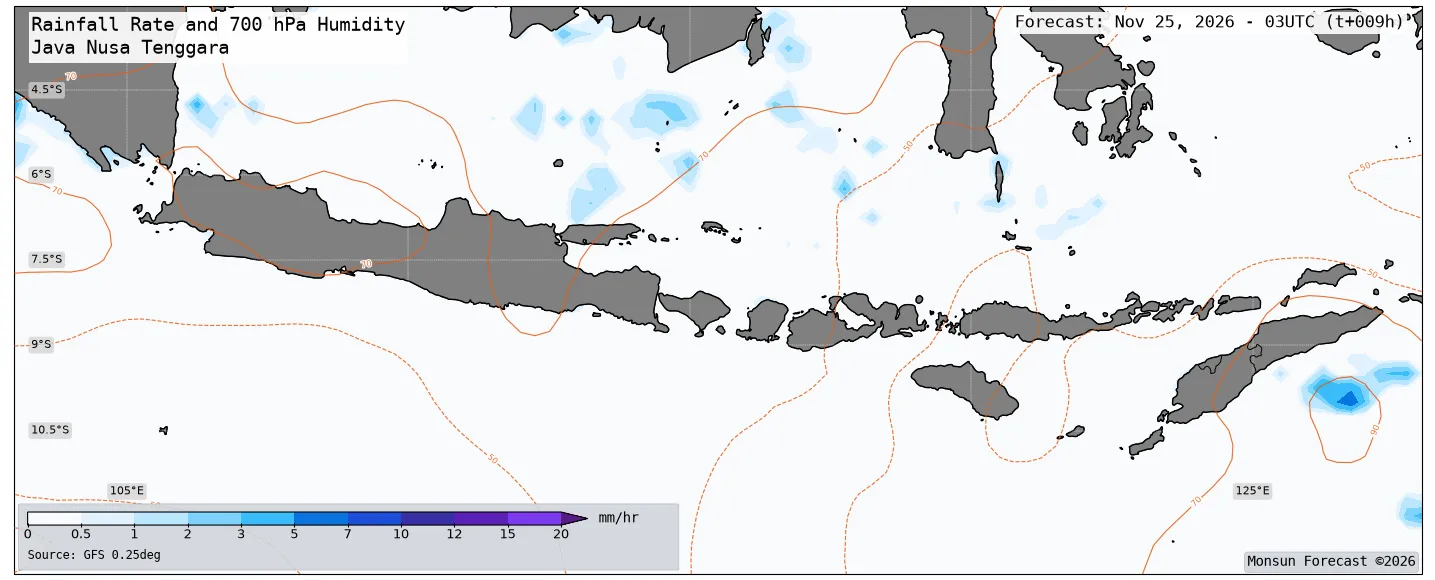 Rainfall Rate and 700 hPa Humidity
Java Nusa Tenggara
Forecast: Nov 25, 2026 - 03UTC (t+009h)
70
4.5°S
50
70
6°S
50
70
7.5°S
70
50
9°S
90
10.5°S
50
105°E
125°E
70
mm/hr
0 0.5 1 2 3 5 7 10 12 15 20
Source: GFS 0.25deg
Monsun Forecast ©2026